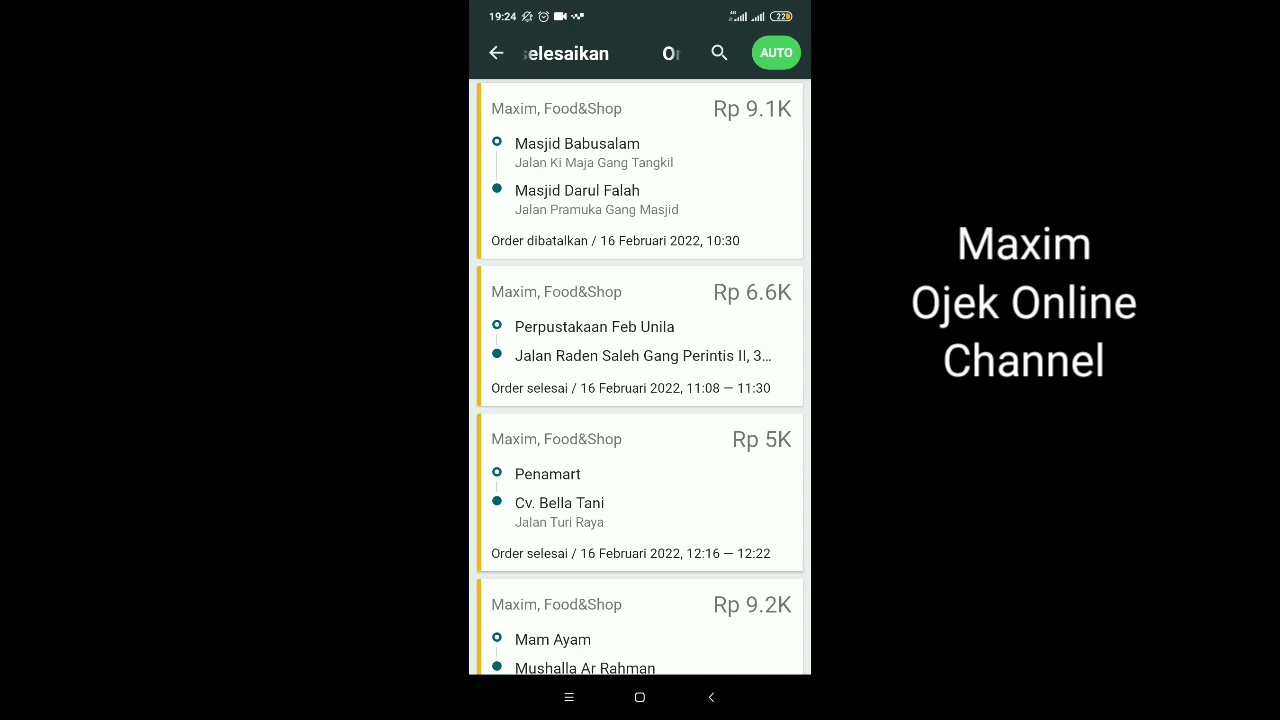 19:24
22
elesaikan
O
AUTO
Maxim, Food&Shop
Rp 9.1K
Masjid Babusalam
Jalan Ki Maja Gang Tangkil
Masjid Darul Falah
Jalan Pramuka Gang Masjid
Order dibatalkan / 16 Februari 2022, 10:30
Maxim, Food&Shop
Rp 6.6K
Perpustakaan Feb Unila
Jalan Raden Saleh Gang Perintis II, 3...
Order selesai / 16 Februari 2022, 11:08 — 11:30
Maxim, Food&Shop
Rp 5K
Penamart
Cv. Bella Tani
Jalan Turi Raya
Order selesai / 16 Februari 2022, 12:16 — 12:22
Maxim, Food&Shop
Rp 9.2K
Mam Ayam
Mushalla Ar Rahman
Maxim
Ojek Online
Channel